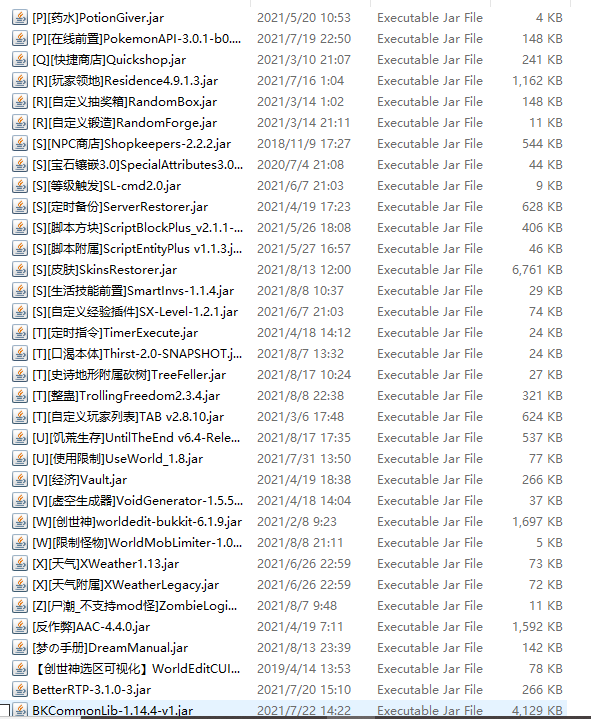 [P][药水]PotionGiver.jar 2021/5/20 10:53 Executable Jar File 4 KB
[P][在线前置]PokemonAPI-3.0.1-b0.... 2021/7/19 22:50 Executable Jar File 148 KB
[Q][快捷商店]Quickshop.jar 2021/3/10 21:07 Executable Jar File 241 KB
[R][玩家领地]Residence4.9.1.3.jar 2021/7/16 1:04 Executable Jar File 1,162 KB
[R][自定义抽奖箱]RandomBox.jar 2021/3/14 1:02 Executable Jar File 148 KB
[R][自定义锻造]RandomForge.jar 2021/3/14 21:11 Executable Jar File 11 KB
[S][NPC商店]Shopkeepers-2.2.2.jar 2018/11/9 17:27 Executable Jar File 544 KB
[S][宝石镶嵌3.0]SpecialAttributes3.0... 2020/7/4 21:08 Executable Jar File 44 KB
[S][等级触发]SL-cmd2.0.jar 2021/6/7 21:03 Executable Jar File 9 KB
[S][定时备份]ServerRestorer.jar 2021/4/19 17:23 Executable Jar File 628 KB
[S][脚本方块]ScriptBlockPlus_v2.1.1-... 2021/5/26 18:08 Executable Jar File 406 KB
[S][脚本附属]ScriptEntityPlus v1.1.3.j... 2021/5/27 16:57 Executable Jar File 46 KB
[S][皮肤]SkinsRestorer.jar 2021/8/13 12:00 Executable Jar File 6,761 KB
[S][生活技能前置]SmartInvs-1.1.4.jar 2021/8/8 10:37 Executable Jar File 29 KB
[S][自定义经验插件]SX-Level-1.2.1.jar 2021/6/7 21:03 Executable Jar File 74 KB
[T][定时指令]TimerExecute.jar 2021/4/18 14:12 Executable Jar File 24 KB
[T][口渴本体]Thirst-2.0-SNAPSHOT.j... 2021/8/7 13:32 Executable Jar File 24 KB
[T][史诗地形附属砍树]TreeFeller.jar 2021/8/17 10:24 Executable Jar File 27 KB
[T][整蛊]TrollingFreedom2.3.4.jar 2021/8/8 22:38 Executable Jar File 321 KB
[T][自定义玩家列表]TAB v2.8.10.jar 2021/3/6 17:48 Executable Jar File 624 KB
[U][饥荒生存]UntilTheEnd v6.4-Rele... 2021/8/17 17:35 Executable Jar File 537 KB
[U][使用限制]UseWorld_1.8.jar 2021/7/31 13:50 Executable Jar File 77 KB
[V][经济]Vault.jar 2021/4/19 18:38 Executable Jar File 266 KB
[V][虚空生成器]VoidGenerator-1.5.5... 2021/4/18 14:04 Executable Jar File 37 KB
[W][创世神]worldedit-bukkit-6.1.9.jar 2021/2/8 9:23 Executable Jar File 1,697 KB
[W][限制怪物]WorldMobLimiter-1.0... 2021/8/8 21:11 Executable Jar File 5 KB
[X][天气]XWeather1.13.jar 2021/6/26 22:59 Executable Jar File 73 KB
[X][天气附属]XWeatherLegacy.jar 2021/6/26 22:59 Executable Jar File 72 KB
[Z][尸潮_不支持mod怪]ZombieLogi... 2021/8/7 9:48 Executable Jar File 11 KB
[反作弊]AAC-4.4.0.jar 2021/4/19 7:11 Executable Jar File 1,592 KB
[梦の手册]DreamManual.jar 2021/8/13 23:39 Executable Jar File 142 KB
【创世神选区可视化】WorldEditCUI... 2019/4/14 13:53 Executable Jar File 78 KB
BetterRTP-3.1.0-3.jar 2021/7/20 15:10 Executable Jar File 266 KB
BKCommonLib-1.14.4-v1.jar 2021/7/22 14:22 Executable Jar File 4,129 KB